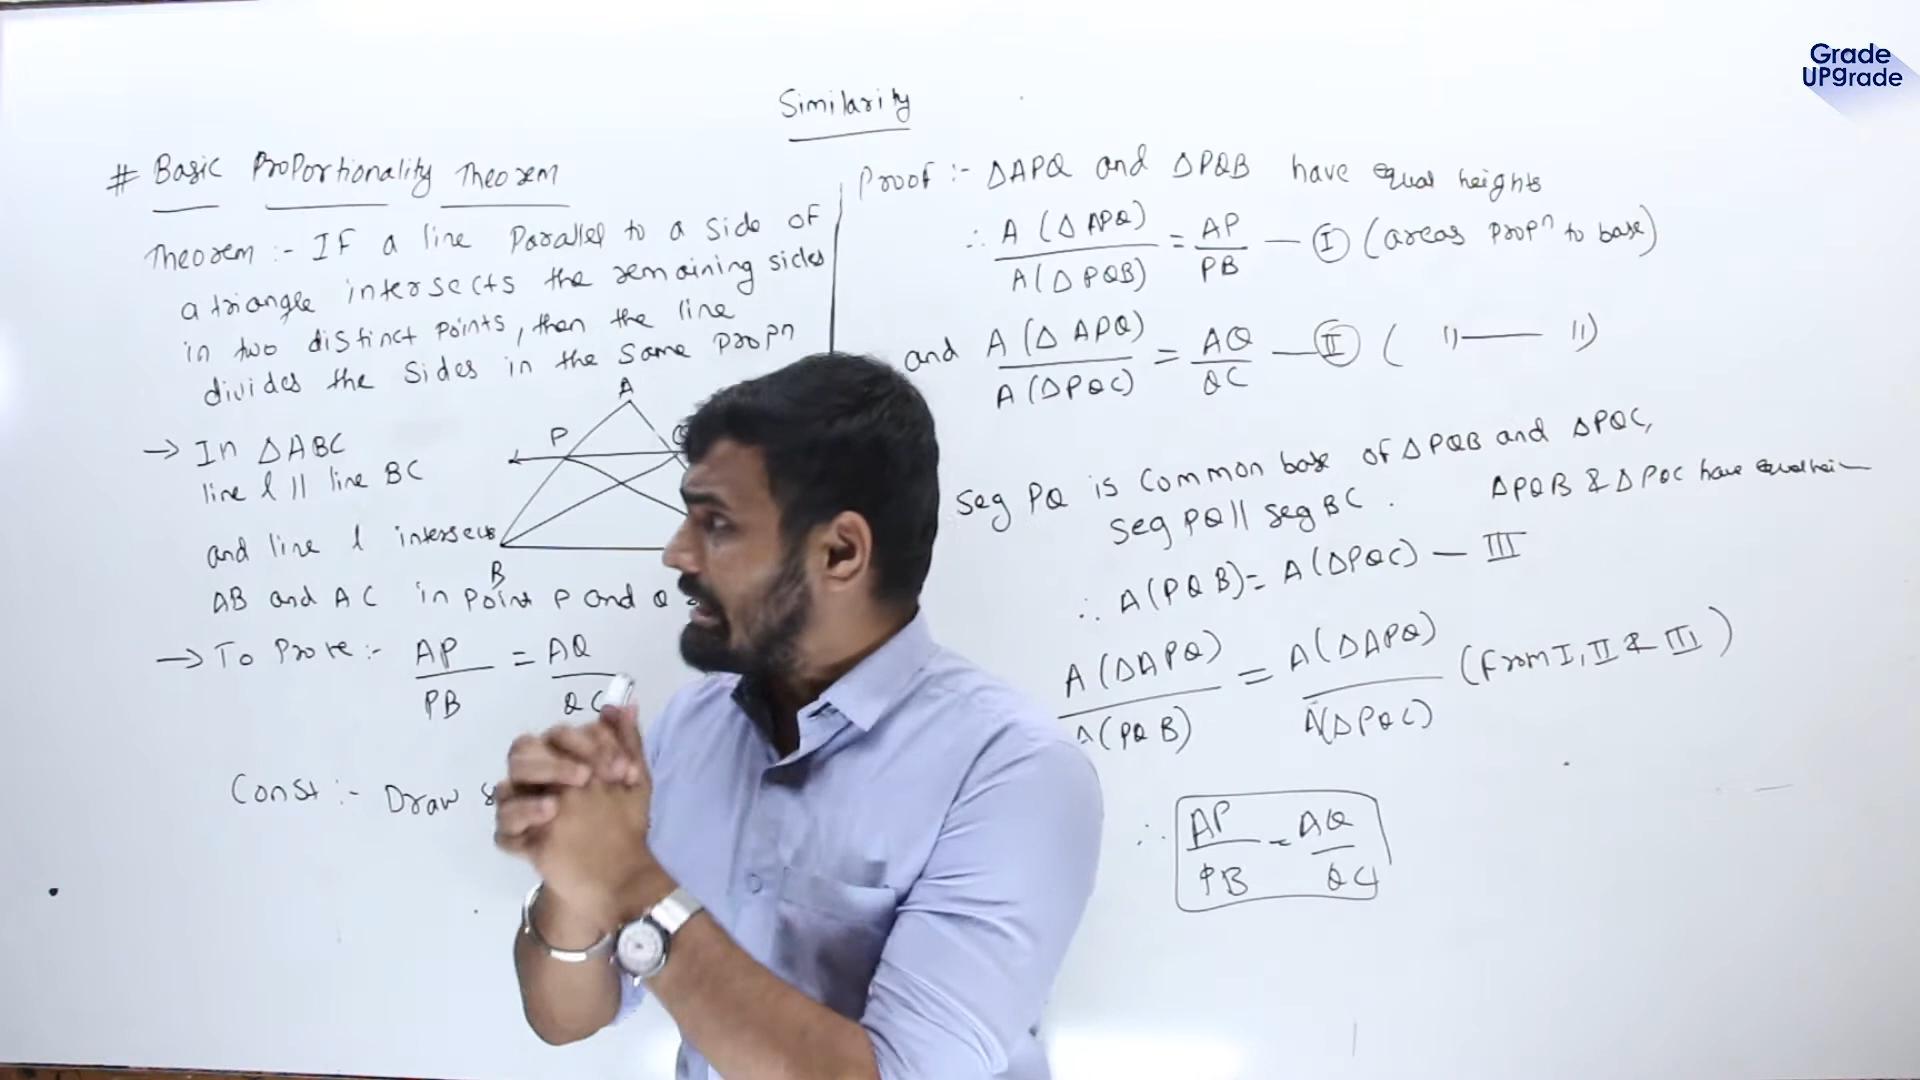 Grade
UPgrade
Similarity
# Basic Proportionality Theorem
Theorem :- IF a line Parallel to a side of
a triangle intersects the remaining sides
in two distinct points, then the line
divides the sides in the same propn
→ In ΔABC
line l || line BC
and line l intersects
AB and AC in point P and Q
→ To Prove :- AP/PB = AQ/QC
Const :- Draw
A
P
B
Proof :- ΔAPQ and ΔPQB have equal heights
∴ A(ΔAPQ)/A(ΔPQB) = AP/PB — I (areas propn to base)
and A(ΔAPQ)/A(ΔPQC) = AQ/QC — II ( "——— ")
Seg PQ is common base of ΔPQB and ΔPQC,
Seg PQ || seg BC. ΔPQB & ΔPQC have equal hei
∴ A(PQB) = A(ΔPQC) — III
A(ΔAPQ)/A(PQB) = A(ΔAPQ)/A(ΔPQC) (From I, II & III)
∴ AP/PB = AQ/QC